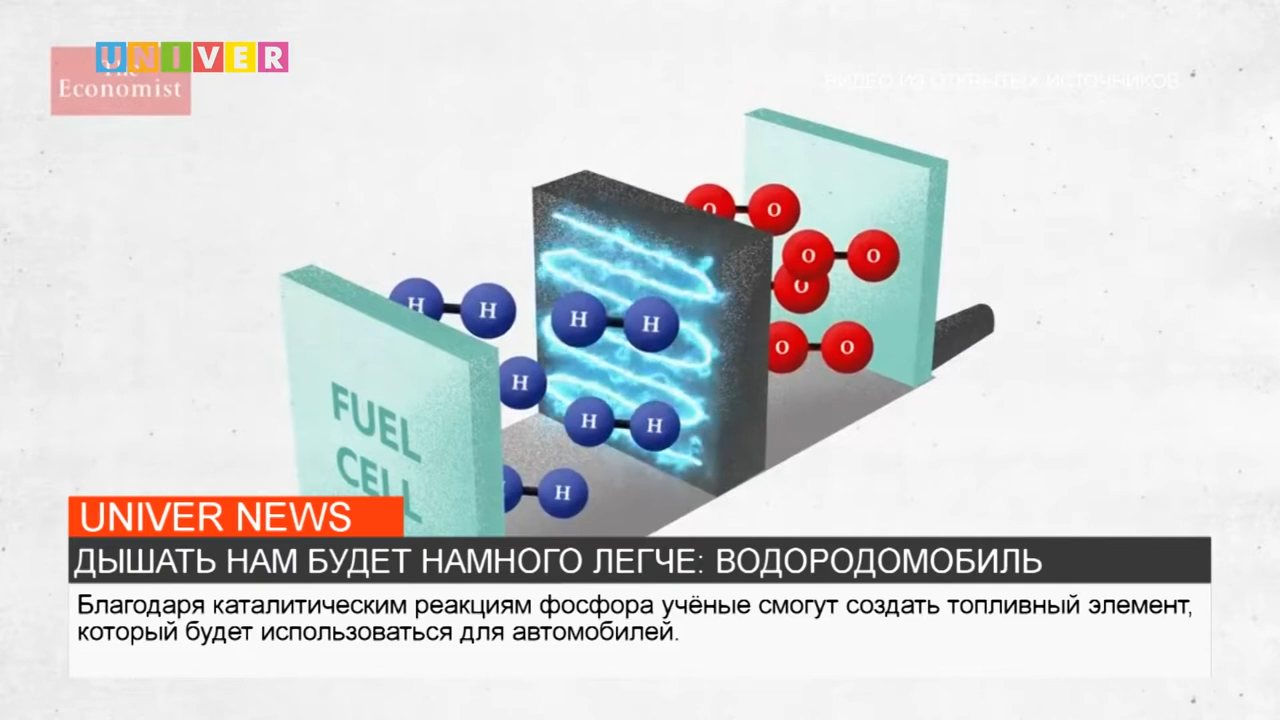 UNIVER
The
Economist
ВИДЕО ИЗ ОТКРЫТЫХ ИСТОЧНИКОВ
O O
O O
O
O O
H H
H H
H
H H
H
FUEL
CELL
UNIVER NEWS
ДЫШАТЬ НАМ БУДЕТ НАМНОГО ЛЕГЧЕ: ВОДОРОДОМОБИЛЬ
Благодаря каталитическим реакциям фосфора учёные смогут создать топливный элемент,
который будет использоваться для автомобилей.